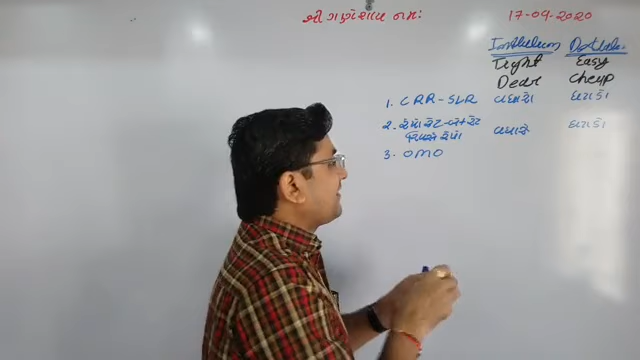 શ્રી ગણેશાય નમઃ 17-09-2020
Inflation Deflation
Tight Easy
Dear Cheap
1. CRR-SLR વધારો ઘટાડો
2. રેપોરેટ-બેન્કરેટ
રિવર્સ રેપો વધારો ઘટાડો
3. OMO